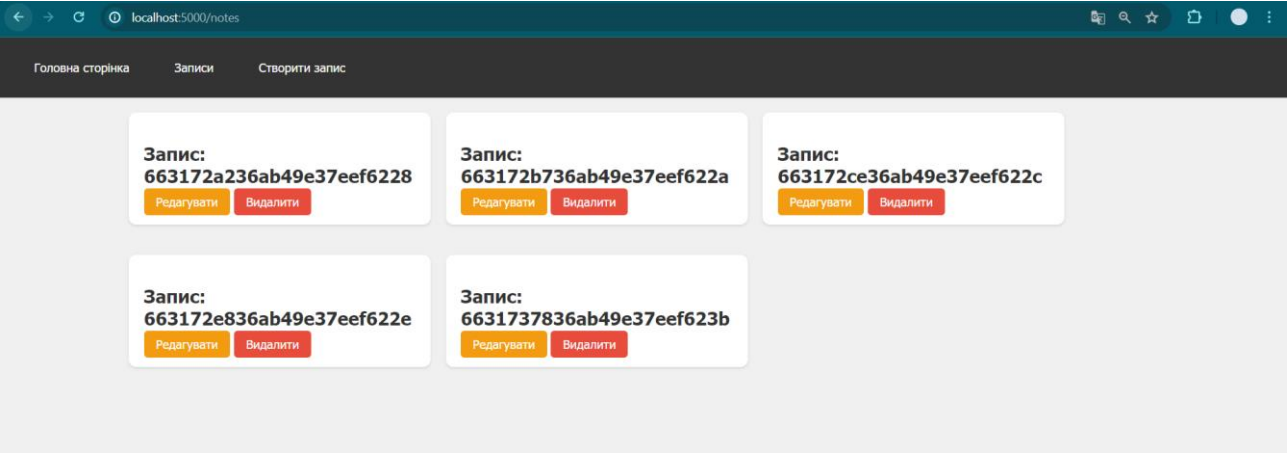 localhost:5000/notes
Головна сторінка Записи Створити запис
Запис:
663172a236ab49e37eef6228
Редагувати Видалити
Запис:
663172b736ab49e37eef622a
Редагувати Видалити
Запис:
663172ce36ab49e37eef622c
Редагувати Видалити
Запис:
663172e836ab49e37eef622e
Редагувати Видалити
Запис:
6631737836ab49e37eef623b
Редагувати Видалити